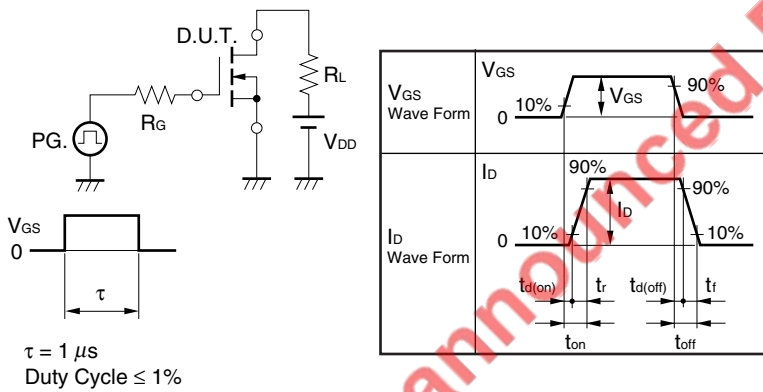 D.U.T.
RL
RG
PG.
VDD
VGS
0
τ
τ = 1 μs
Duty Cycle ≤ 1%
VGS
Wave Form
VGS
10%
0
VGS
90%
ID
Wave Form
ID
90%
90%
ID
10%
0
10%
td(on)
tr
td(off)
tf
ton
toff
announced